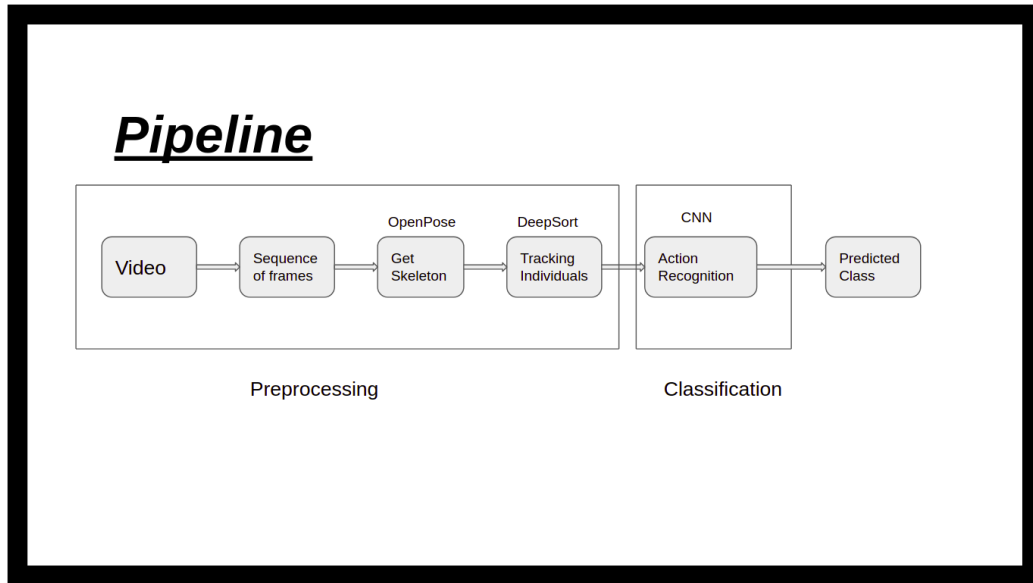 Pipeline
OpenPose
DeepSort
CNN
Video
Sequence
of frames
Get
Skeleton
Tracking
Individuals
Action
Recognition
Predicted
Class
Preprocessing
Classification